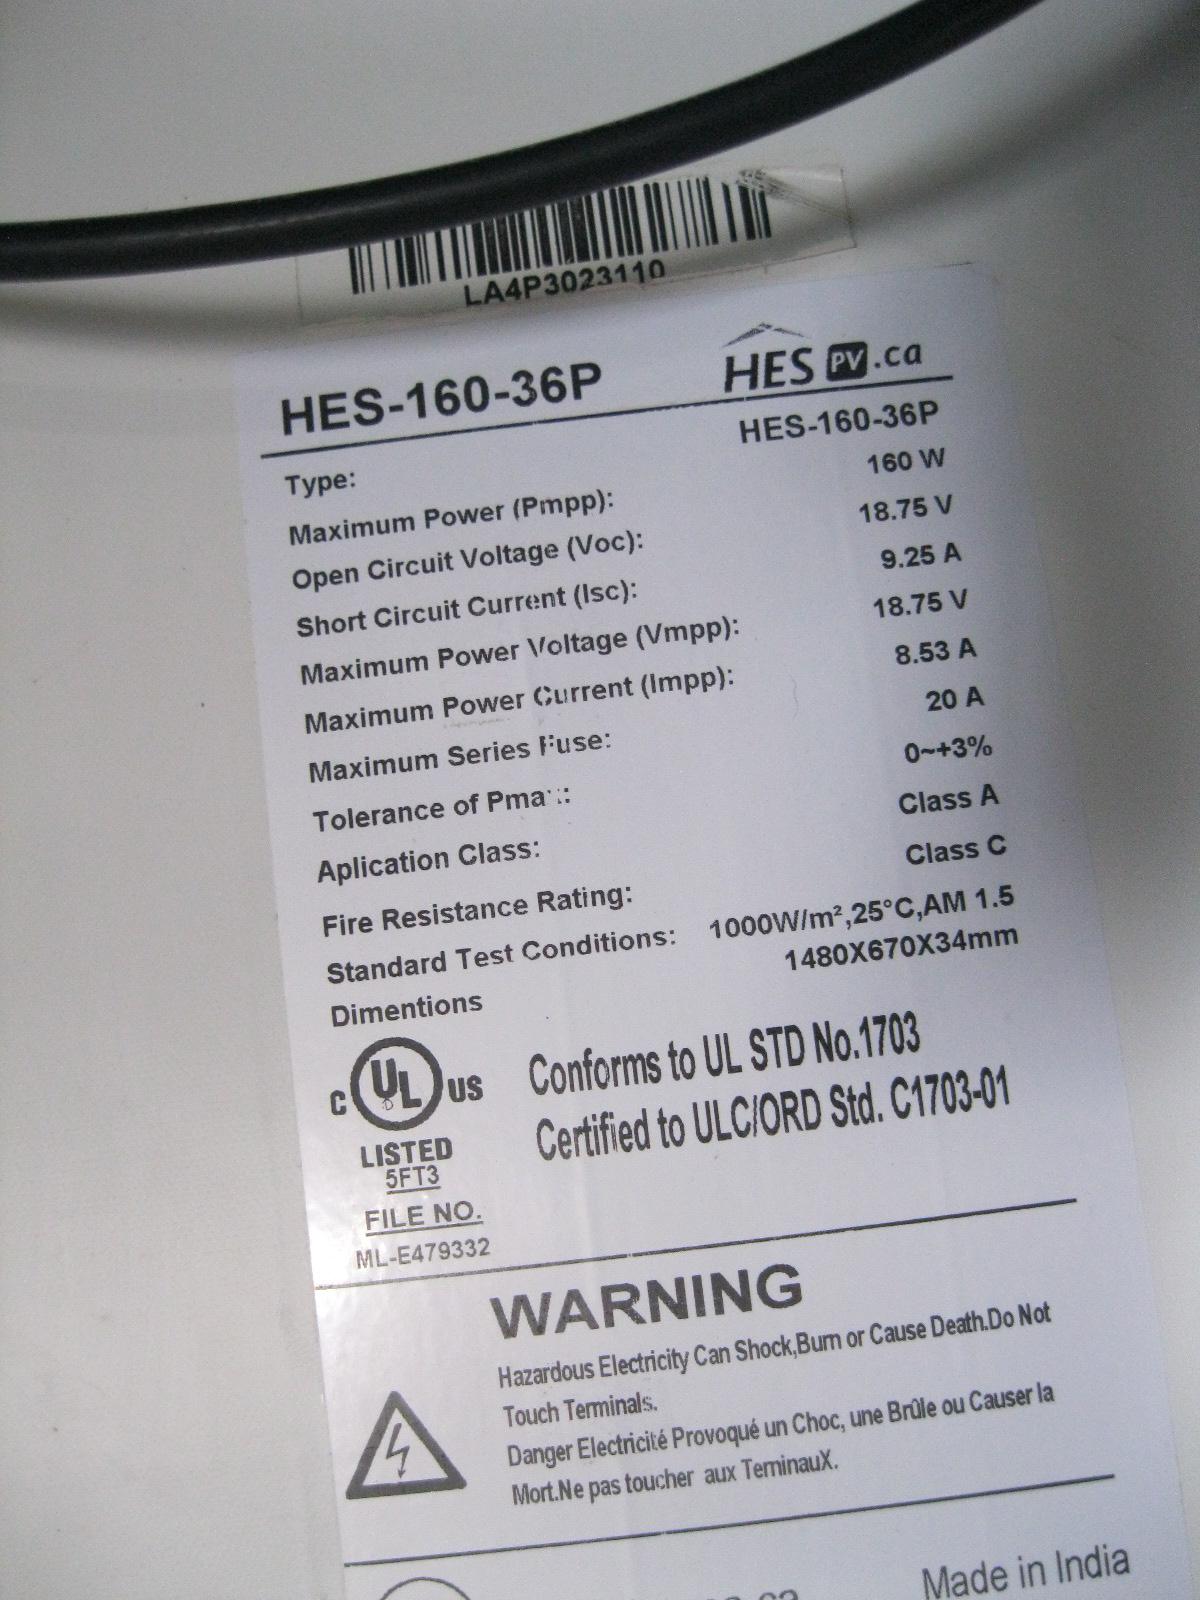 LA4P3023110
HES-160-36P HES PV.ca
Type: HES-160-36P
Maximum Power (Pmpp): 160 W
Open Circuit Voltage (Voc): 18.75 V
Short Circuit Current (Isc): 9.25 A
Maximum Power Voltage (Vmpp): 18.75 V
Maximum Power Current (Impp): 8.53 A
Maximum Series Fuse: 20 A
Tolerance of : 0~+3%
Aplication Class: Class A
Fire Resistance Rating: Class C
Standard Test Conditions: 1000W/m²,25°C,AM 1.5
Dimentions 1480X670X34mm
C UL US
D
LISTED
5FT3
FILE NO.
ML-E479332
Conforms to UL STD No.1703
Certified to ULC/ORD Std. C1703-01
WARNING
Hazardous Electricity Can Shock,Burn or Cause Death.Do Not
Touch Terminals.
Danger Electricité Provoqué un Choc, une Brûle ou Causer la
Mort.Ne pas toucher aux TerninauX.
Made in India